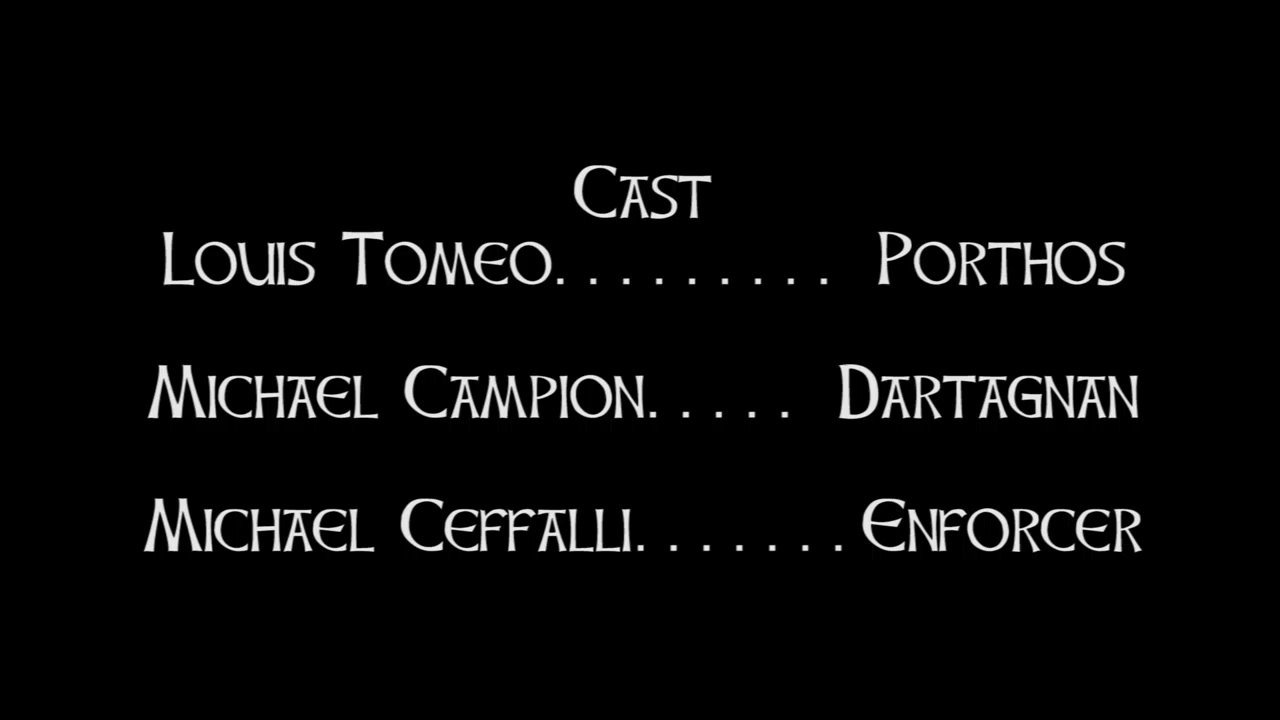 Cast
Louis Tomeo. . . . . . . . . Porthos
Michael Campion. . . . . Dartagnan
Michael Ceffalli. . . . . . . Enforcer